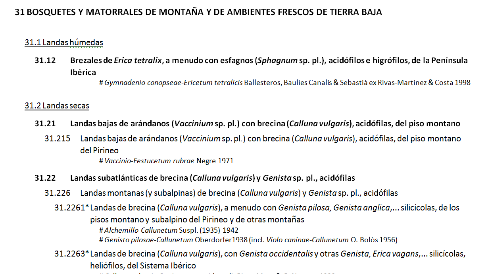 31 BOSQUETES Y MATORRALES DE MONTAÑA Y DE AMBIENTES FRESCOS DE TIERRA BAJA
31.1 Landas húmedas
31.12 Brezales de Erica tetralix, a menudo con esfagnos (Sphagnum sp. pl.), acidófilos e higrófilos, de la Península
Ibérica
# Gymnadenio conopseae-Ericetum tetralicis Ballesteros, Baulies Canalís & Sebastià ex Rivas-Martínez & Costa 1998
31.2 Landas secas
31.21 Landas bajas de arándanos (Vaccinium sp. pl.) con brecina (Calluna vulgaris), acidófilas, del piso montano
31.215 Landas bajas de arándanos (Vaccinium sp. pl.) con brecina (Calluna vulgaris), acidófilas, del piso montano
del Pirineo
# Vaccinio-Festucetum rubrae Negre 1971
31.22 Landas subatlánticas de brecina (Calluna vulgaris) y Genista sp. pl., acidófilas
31.226 Landas montanas (y subalpinas) de brecina (Calluna vulgaris) y Genista sp. pl., acidófilas
31.2261* Landas de brecina (Calluna vulgaris), a menudo con Genista pilosa, Genista anglica,... silicícolas, de los
pisos montano y subalpino del Pirineo y de otras montañas
# Alchemillo-Callunetum Suspl. (1935) 1942
# Genisto pilosae-Callunetum Oberdorfer 1938 (incl. Violo caninae-Callunetum O. Bolòs 1956)
31.2263* Landas de brecina (Calluna vulgaris), con Genista occidentalis y otras Genista, Erica vagans,... silicícolas,
heliófilos, del Sistema Ibérico